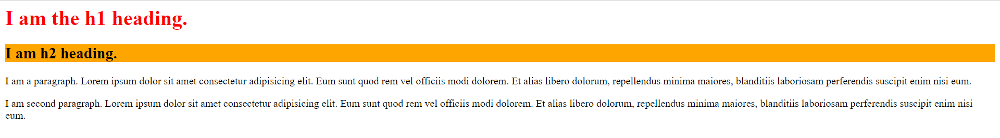 I am the h1 heading.
I am h2 heading.
I am a paragraph. Lorem ipsum dolor sit amet consectetur adipisicing elit. Eum sunt quod rem vel officiis modi dolorem. Et alias libero dolorum, repellendus minima maiores, blanditiis laboriosam perferendis suscipit enim nisi eum.
I am second paragraph. Lorem ipsum dolor sit amet consectetur adipisicing elit. Eum sunt quod rem vel officiis modi dolorem. Et alias libero dolorum, repellendus minima maiores, blanditiis laboriosam perferendis suscipit enim nisi
eum.